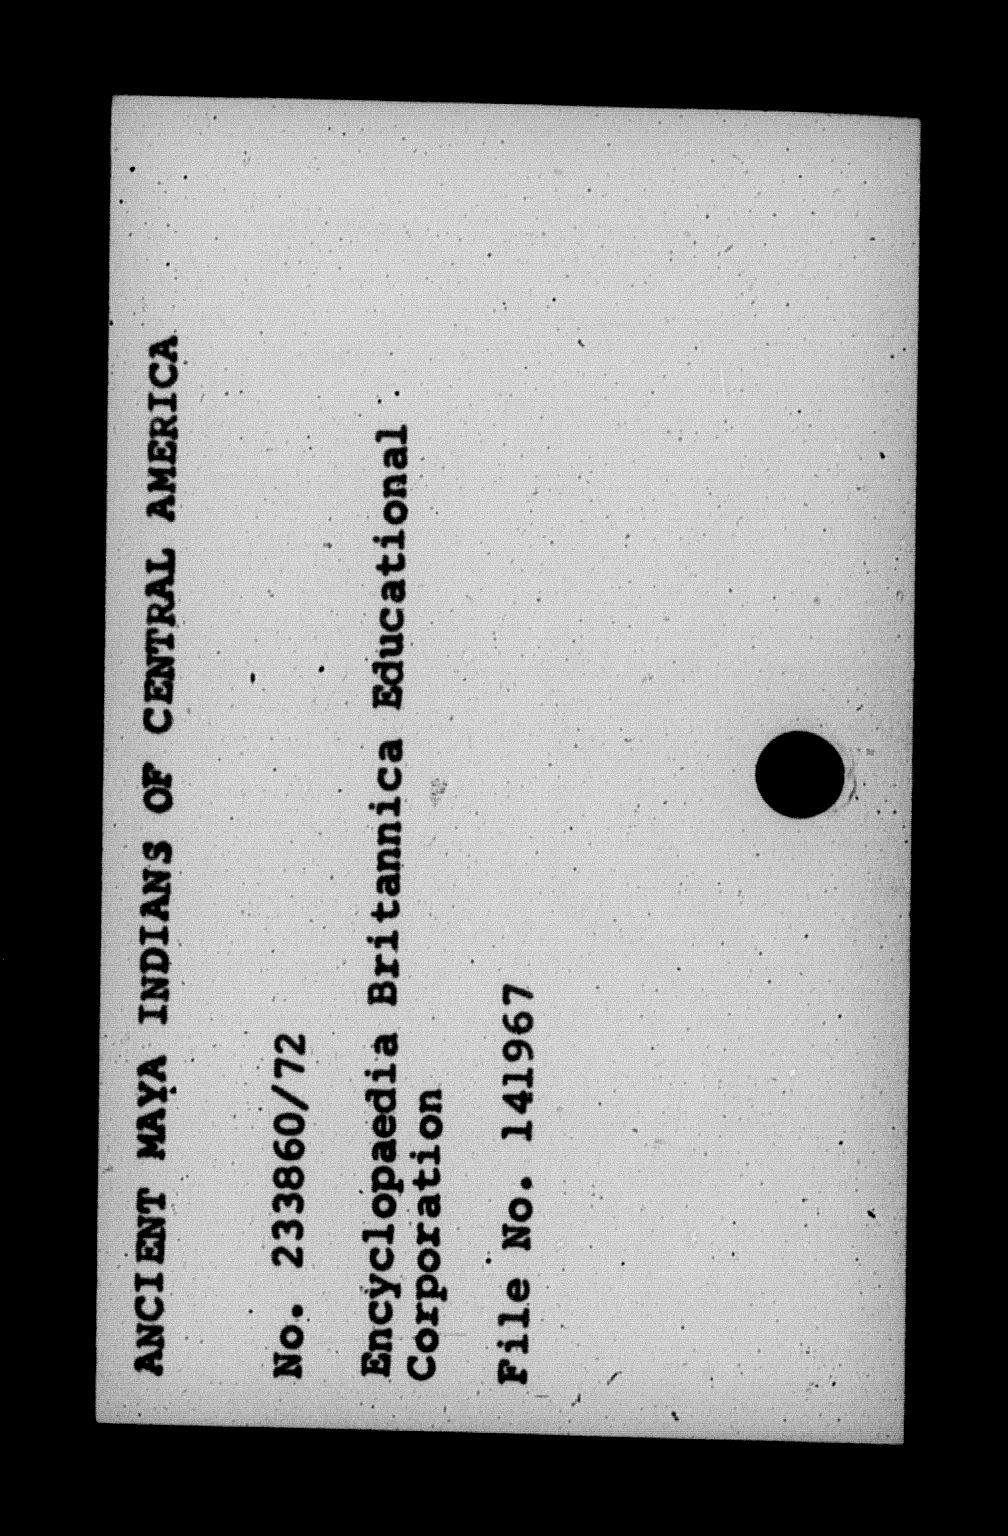 ANCIENT MAYA INDIANS OF CENTRAL AMERICA
No. 233860/72
Encyclopaedia Britannica Educational
Corporation
File No. 141967